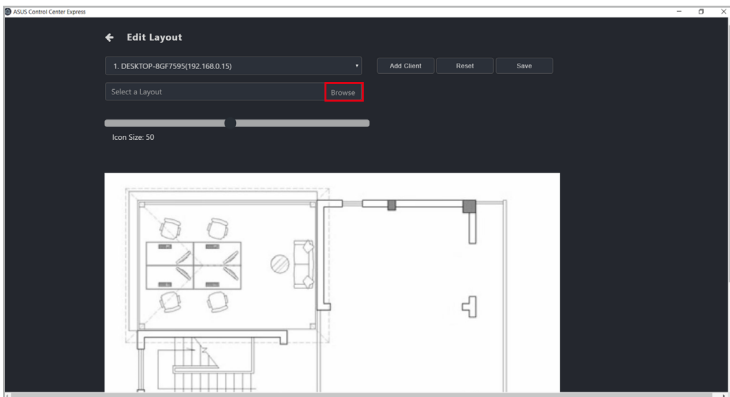 ASUS Control Center Express
Edit Layout
1. DESKTOP-8GF7595(192.168.0.15)
Add Client
Reset
Save
Select a Layout
Browse
Icon Size: 50